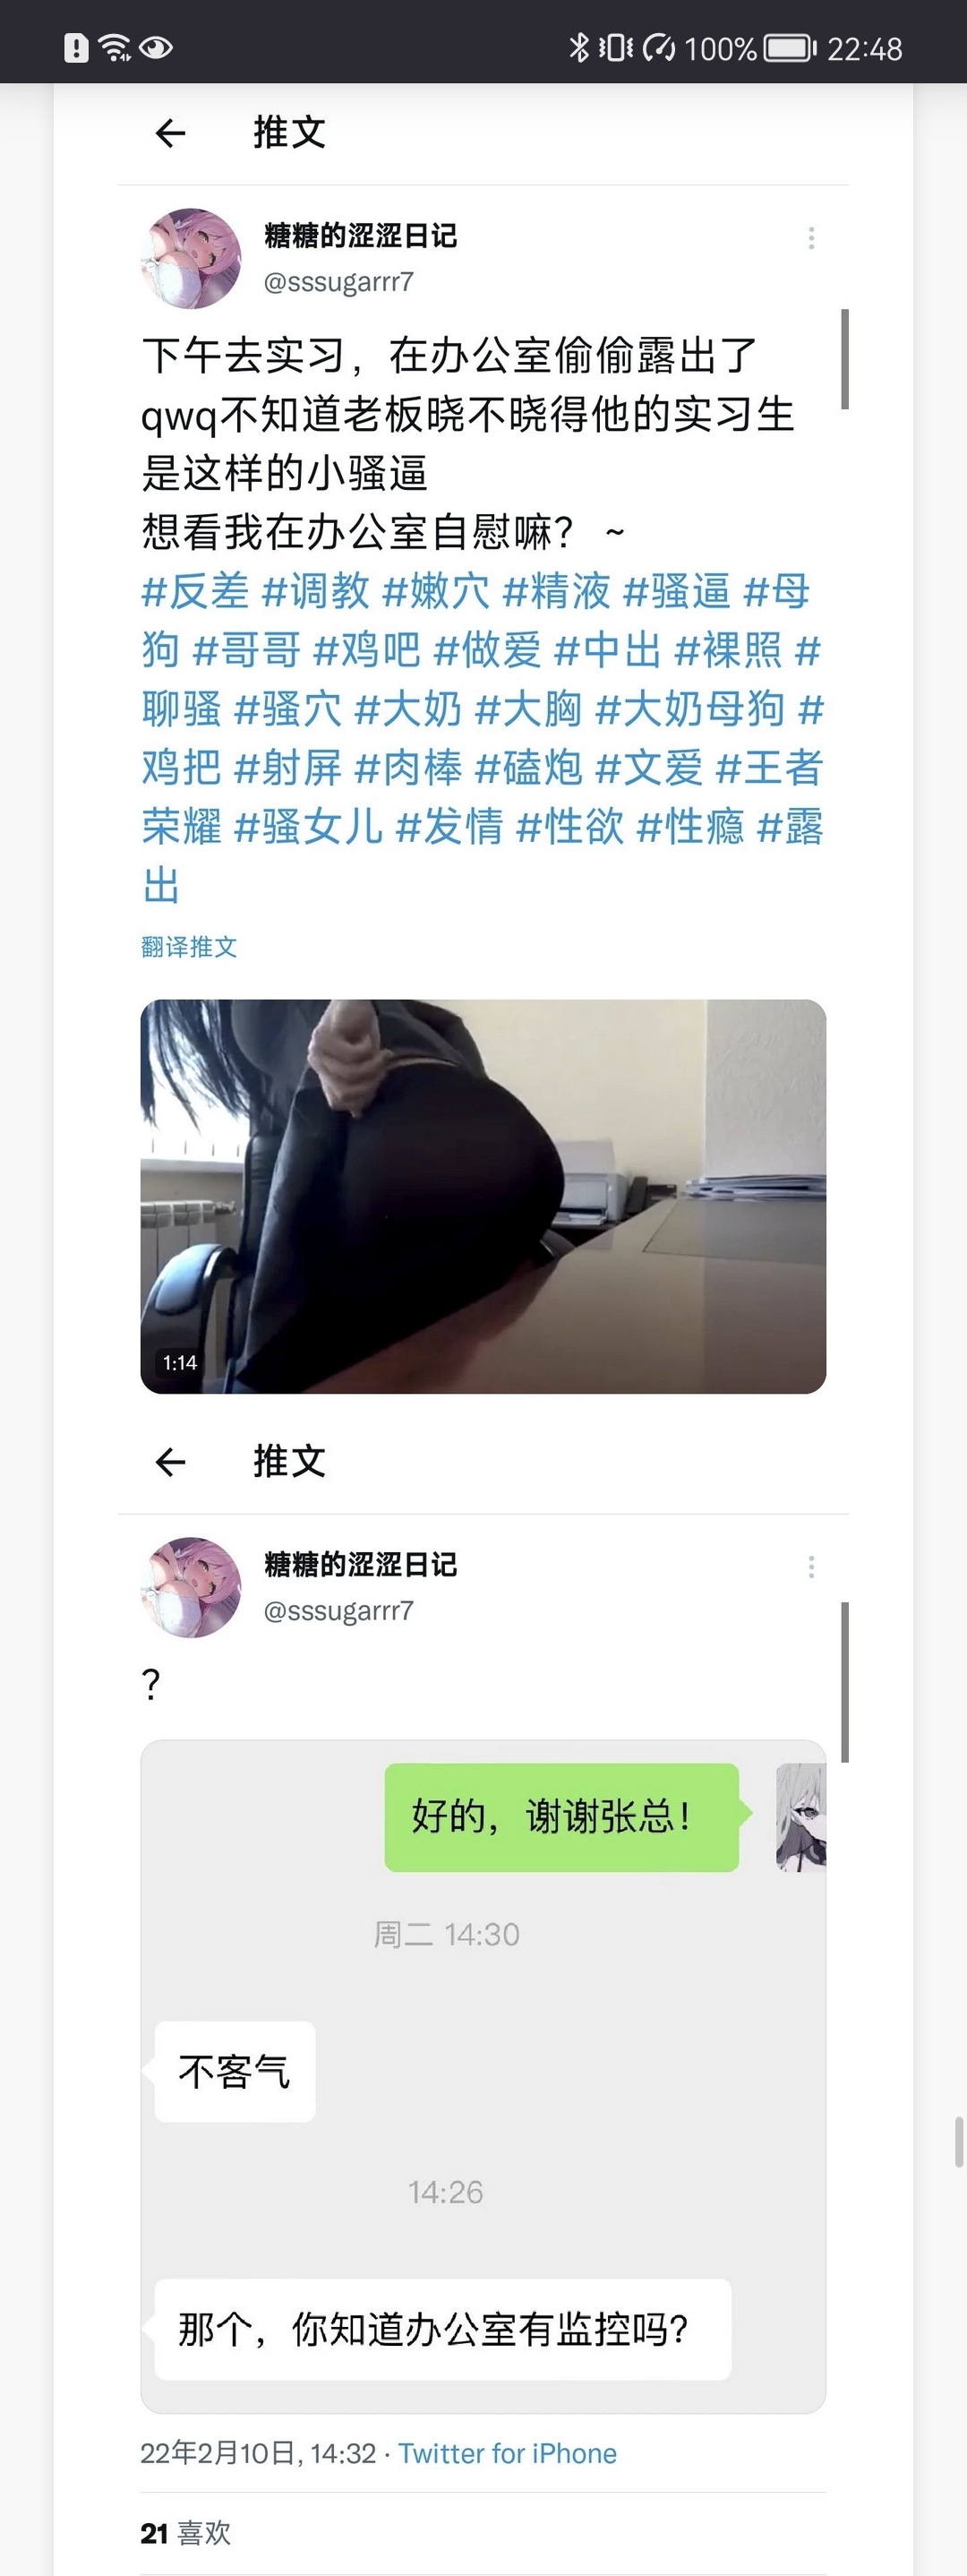 100% 22:48
推文
糖糖的涩涩日记
@sssugarrr7
下午去实习，在办公室偷偷露出了
qwq不知道老板晓不晓得他的实习生
是这样的小骚逼
想看我在办公室自慰嘛？ ~
#反差 #调教 #嫩穴 #精液 #骚逼 #母
狗 #哥哥 #鸡吧 #做爱 #中出 #裸照 #
聊骚 #骚穴 #大奶 #大胸 #大奶母狗 #
鸡把 #射屏 #肉棒 #磕炮 #文爱 #王者
荣耀 #骚女儿 #发情 #性欲 #性瘾 #露
出
翻译推文
1:14
推文
糖糖的涩涩日记
@sssugarrr7
？
好的，谢谢张总！
周二 14:30
不客气
14:26
那个，你知道办公室有监控吗？
22年2月10日, 14:32 · Twitter for iPhone
21 喜欢